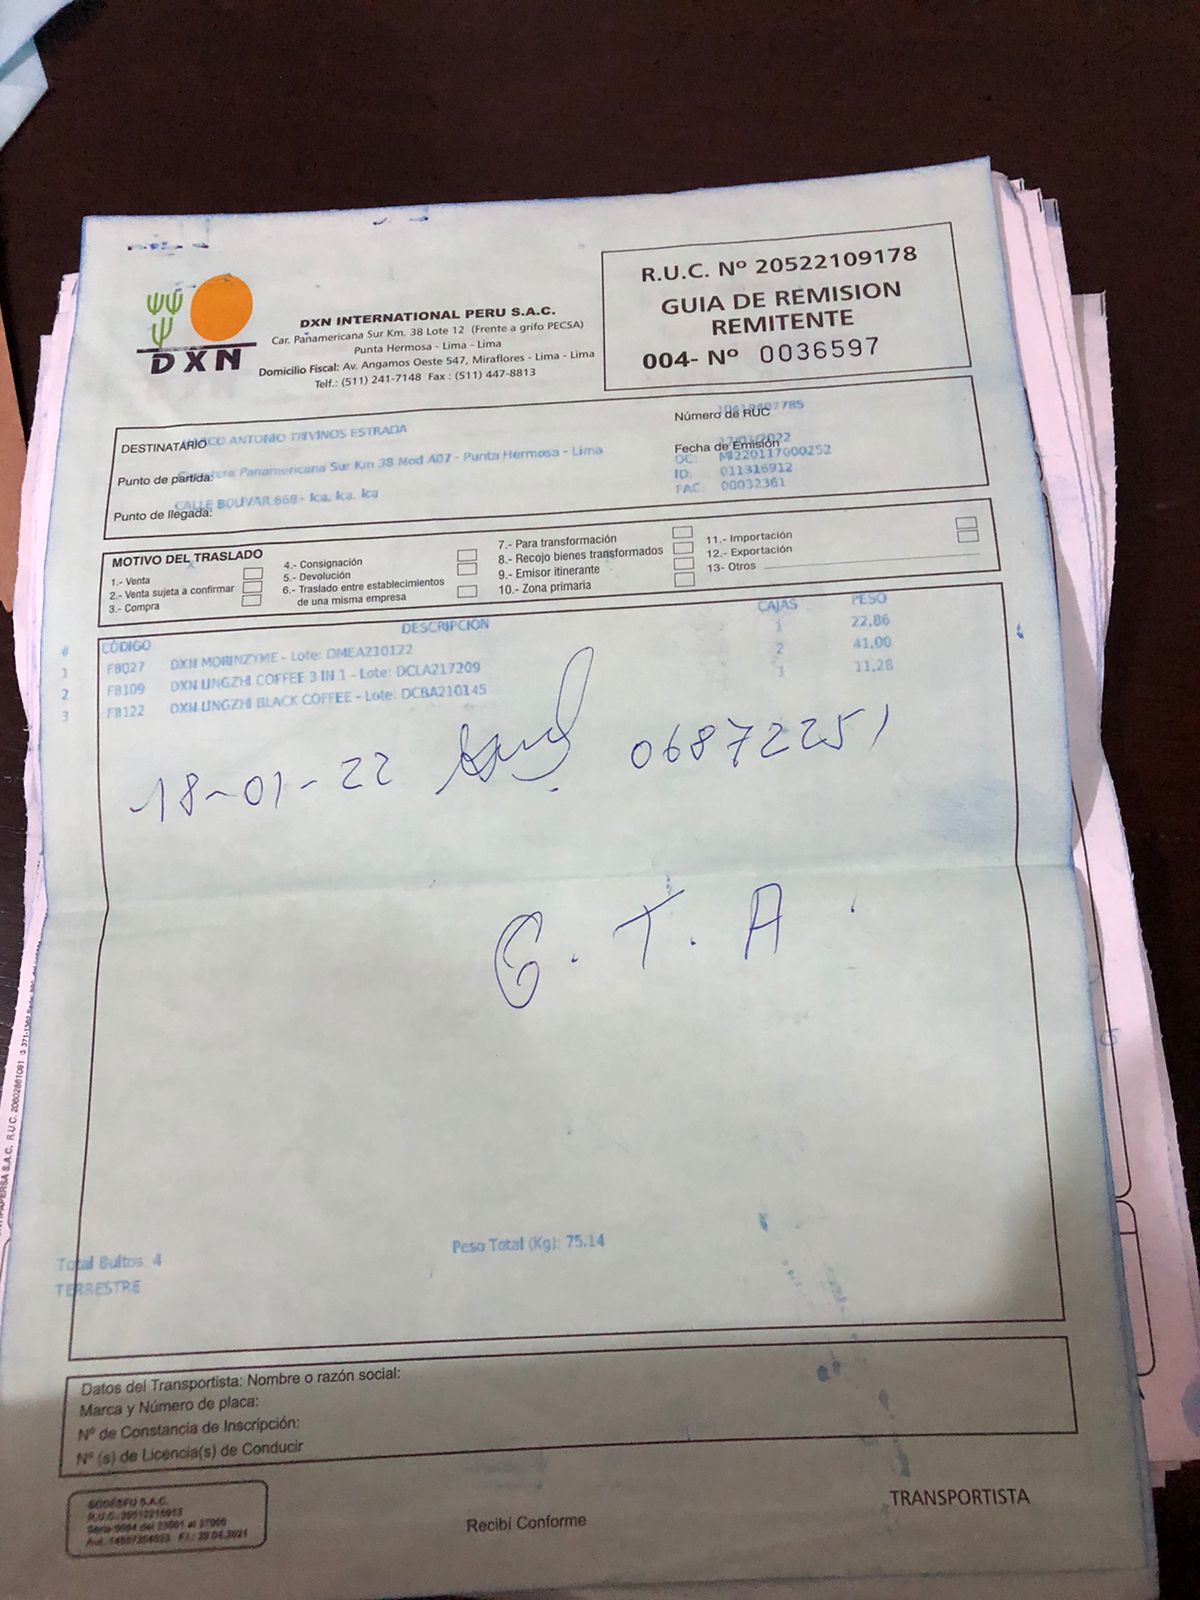 DXN
DXN INTERNATIONAL PERU S.A.C.
Car. Panamericana Sur Km. 38 Lote 12 (Frente a grifo PECSA)
Punta Hermosa - Lima - Lima
Domicilio Fiscal: Av. Angamos Oeste 547, Miraflores - Lima - Lima
Telf.: (511) 241-7148 Fax : (511) 447-8813
R.U.C. Nº 20522109178
GUIA DE REMISION
REMITENTE
004- Nº 0036597
DESTINATARIO ANTONIO TRIVINOS ESTRADA
Punto de partida: Panamericana Sur Km 38 Mod A07 - Punta Hermosa - Lima
Punto de llegada: CALLE BOLIVAR 668 - Ica, Ica, Ica
Número de RUC
Fecha de Emisión
OC: MI220117000252
ID: 011316912
FAC: 00032361
MOTIVO DEL TRASLADO
1.- Venta
2.- Venta sujeta a confirmar
3.- Compra
4.- Consignación
5.- Devolución
6.- Traslado entre establecimientos
de una misma empresa
7.- Para transformación
8.- Recojo bienes transformados
9.- Emisor itinerante
10.- Zona primaria
11.- Importación
12.- Exportación
13- Otros
# CÓDIGO DESCRIPCION CAJAS PESO
1 FB027 DXN MORINZYME - Lote: DMEA210122 1 22,86
2 FB109 DXN LINGZHI COFFEE 3 IN 1 - Lote: DCLA217209 2 41,00
3 FB122 DXN LINGZHI BLACK COFFEE - Lote: DCBA210145 1 11,28
18-01-22 06872251
G. T. A.
Total Bultos 4
Peso Total (Kg): 75.14
TERRESTRE
Datos del Transportista: Nombre o razón social:
Marca y Número de placa:
Nº de Constancia de Inscripción:
Nº (s) de Licencia(s) de Conducir
Recibí Conforme
TRANSPORTISTA